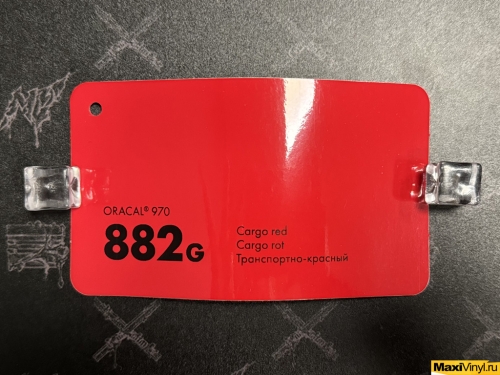 ORACAL® 970
882G
Cargo red
Cargo rot
Транспортно-красный
MaxiVinyl.ru